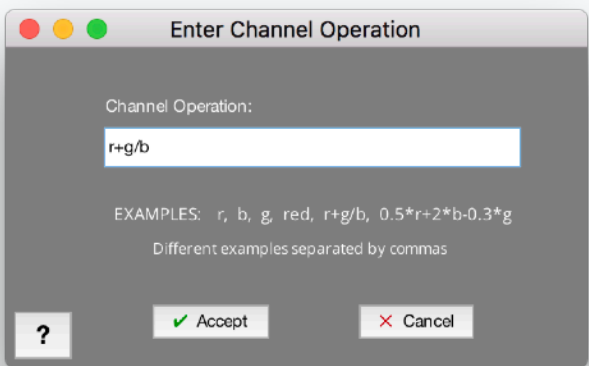 Enter Channel Operation
Channel Operation:
r+g/b
EXAMPLES: r, b, g, red, r+g/b, 0.5*r+2*b-0.3*g
Different examples separated by commas
? ✔ Accept ✕ Cancel